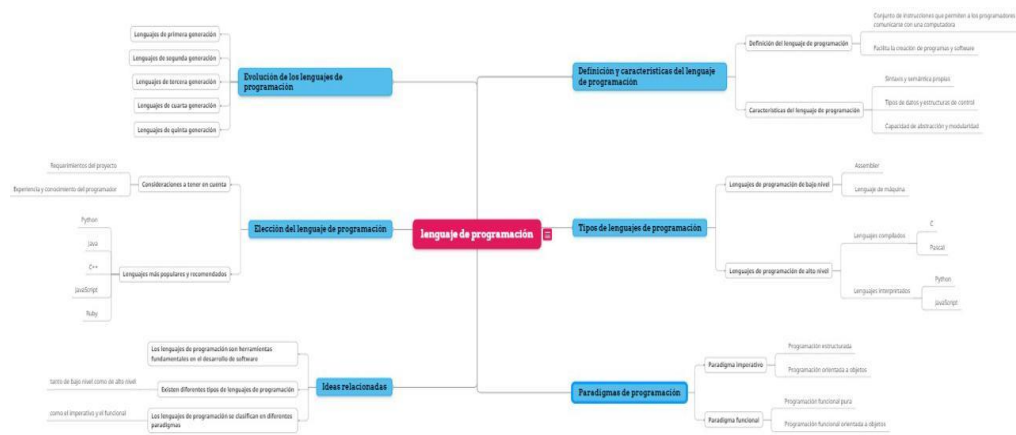 lenguaje de programación
Definición y características del lenguaje
de programación
Definición del lenguaje de programación
Conjunto de instrucciones que permiten a los programadores
comunicarse con una computadora
Facilita la creación de programas y software
Características del lenguaje de programación
Sintaxis y semántica propias
Tipos de datos y estructuras de control
Capacidad de abstracción y modularidad
Tipos de lenguajes de programación
Lenguajes de programación de bajo nivel
Assembler
Lenguaje de máquina
Lenguajes de programación de alto nivel
Lenguajes compilados
C
Pascal
Lenguajes interpretados
Python
JavaScript
Paradigmas de programación
Paradigma imperativo
Programación estructurada
Programación orientada a objetos
Paradigma funcional
Programación funcional pura
Programación funcional orientada a objetos
Evolución de los lenguajes de
programación
Lenguajes de primera generación
Lenguajes de segunda generación
Lenguajes de tercera generación
Lenguajes de cuarta generación
Lenguajes de quinta generación
Elección del lenguaje de programación
Consideraciones a tener en cuenta
Requerimientos del proyecto
Experiencia y conocimiento del programador
Lenguajes más populares y recomendados
Python
Java
C++
JavaScript
Ruby
Ideas relacionadas
Los lenguajes de programación son herramientas
fundamentales en el desarrollo de software
Existen diferentes tipos de lenguajes de programación
tanto de bajo nivel como de alto nivel
Los lenguajes de programación se clasifican en diferentes
paradigmas
como el imperativo y el funcional